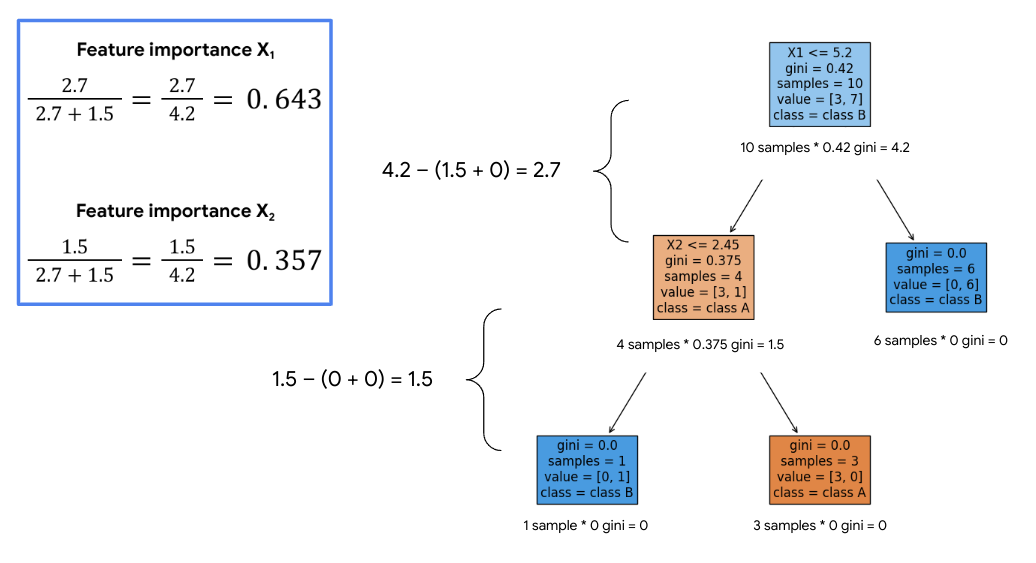 Feature importance X₁
2.7
2.7 + 1.5
=
2.7
4.2
= 0.643
Feature importance X₂
1.5
2.7 + 1.5
=
1.5
4.2
= 0.357
X1 <= 5.2
gini = 0.42
samples = 10
value = [3, 7]
class = class B
10 samples * 0.42 gini = 4.2
4.2 − (1.5 + 0) = 2.7
X2 <= 2.45
gini = 0.375
samples = 4
value = [3, 1]
class = class A
4 samples * 0.375 gini = 1.5
gini = 0.0
samples = 6
value = [0, 6]
class = class B
6 samples * 0 gini = 0
1.5 − (0 + 0) = 1.5
gini = 0.0
samples = 1
value = [0, 1]
class = class B
1 sample * 0 gini = 0
gini = 0.0
samples = 3
value = [3, 0]
class = class A
3 samples * 0 gini = 0